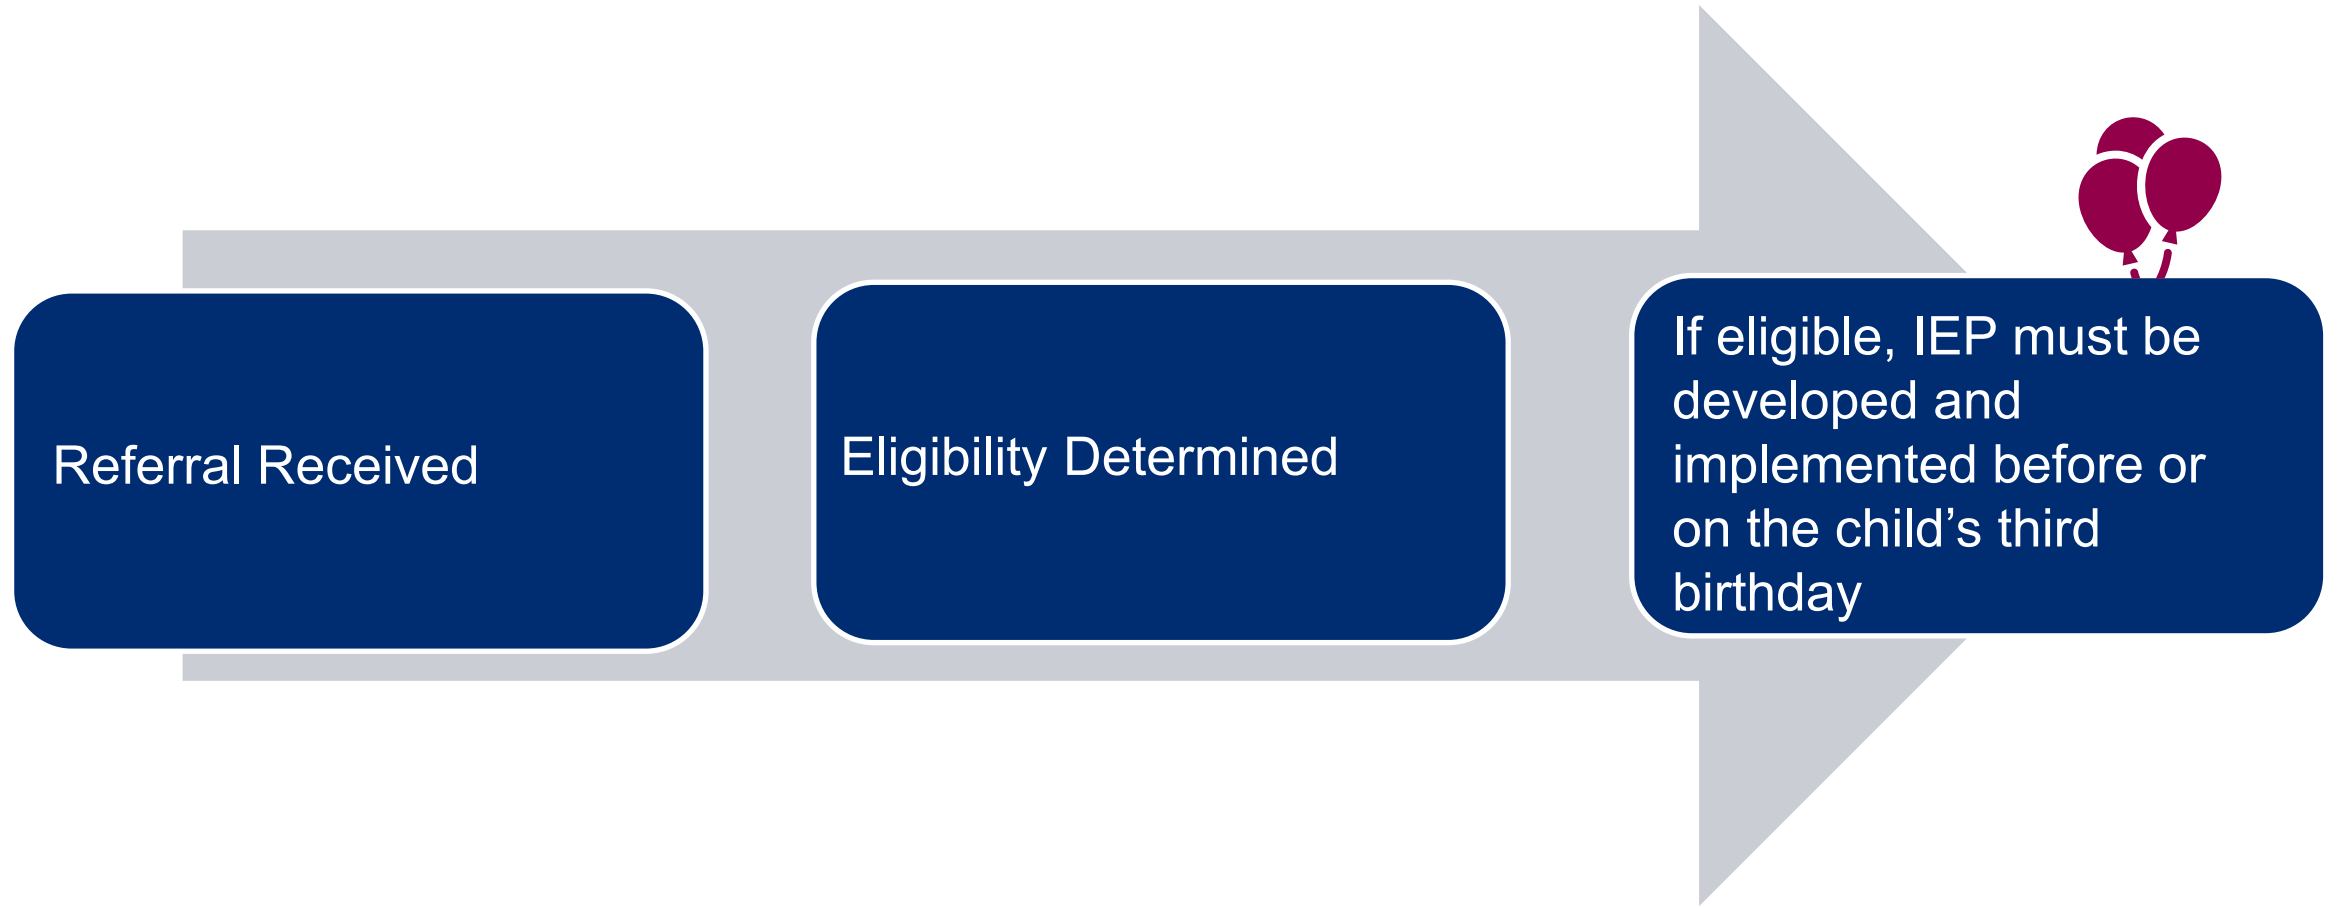 Referral Received
Eligibility Determined
If eligible, IEP must be
developed and
implemented before or
on the child’s third
birthday